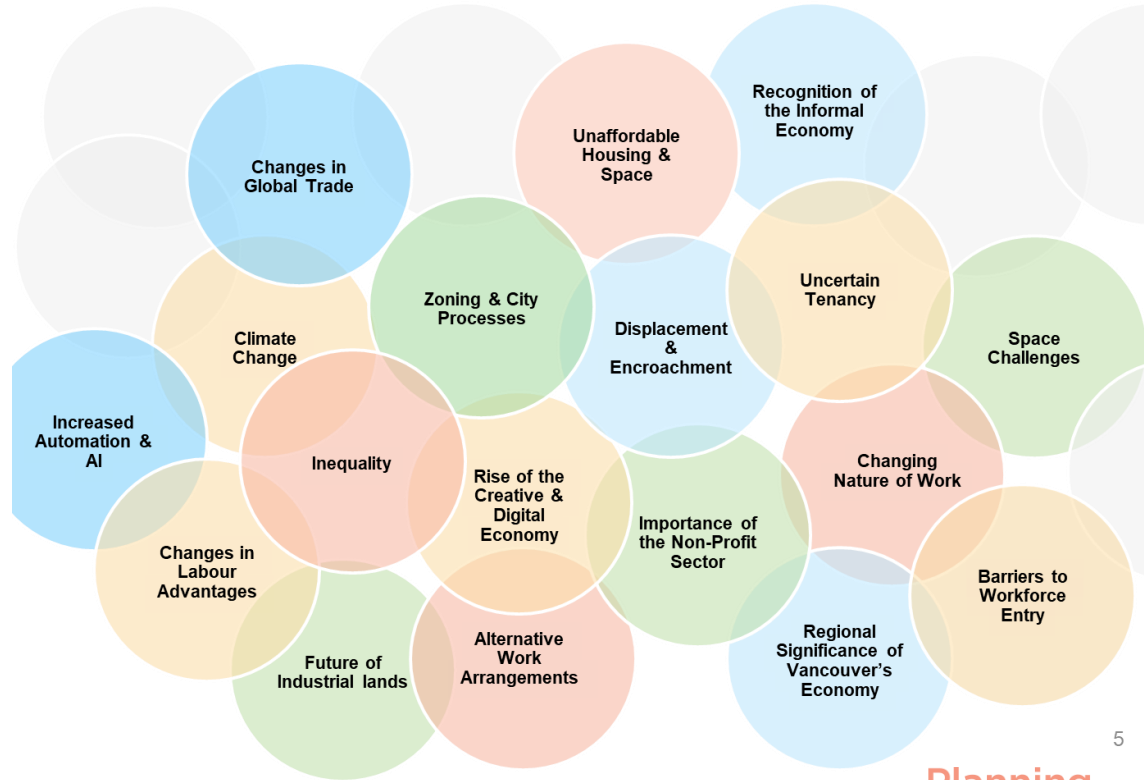 Recognition of
the Informal
Economy
Unaffordable
Housing &
Space
Changes in
Global Trade
Uncertain
Tenancy
Zoning & City
Processes
Displacement
&
Encroachment
Climate
Change
Space
Challenges
Increased
Automation &
AI
Inequality
Rise of the
Creative &
Digital
Economy
Changing
Nature of Work
Importance of
the Non-Profit
Sector
Changes in
Labour
Advantages
Barriers to
Workforce
Entry
Future of
Industrial lands
Alternative
Work
Arrangements
Regional
Significance of
Vancouver's
Economy
5
Planning